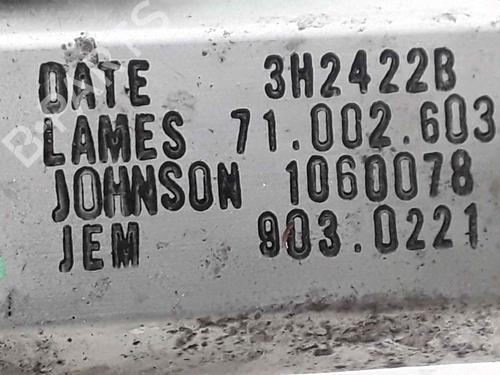 DATE 3H2422B
LAMES 71.002.603
JOHNSON 1060078
JEM 903.0221